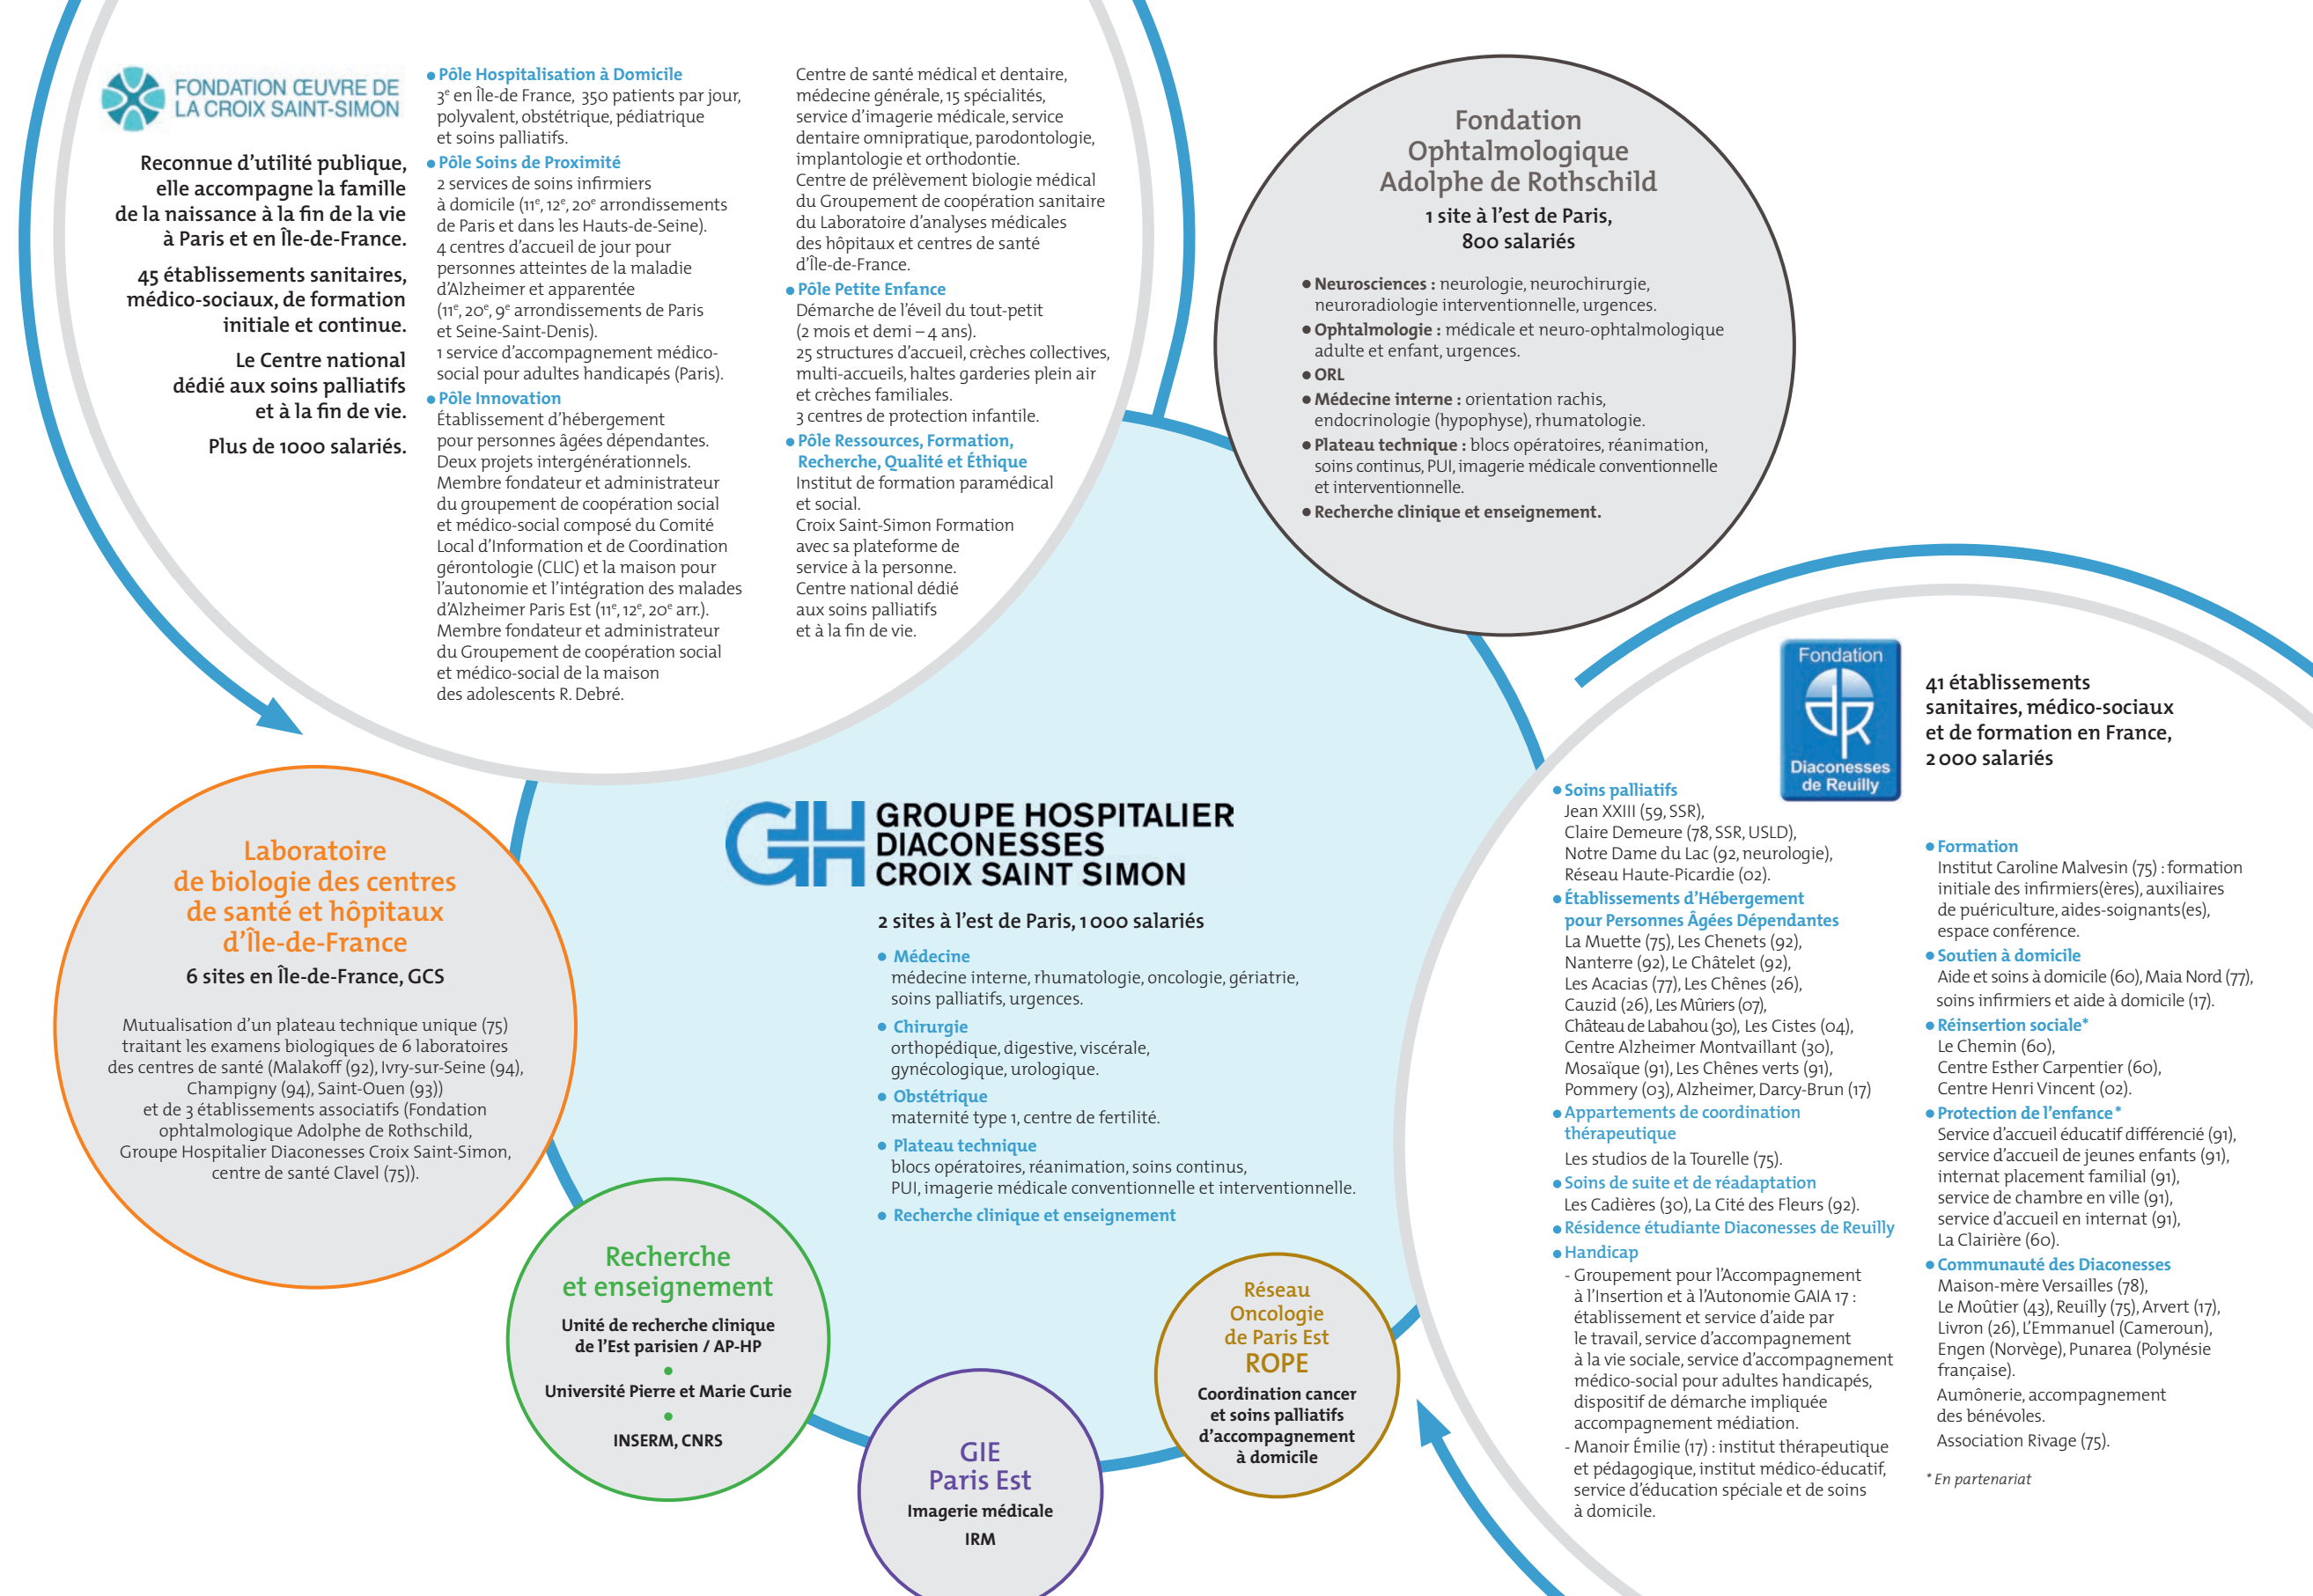 FONDATION ŒUVRE DE
LA CROIX SAINT-SIMON
Reconnue d'utilité publique,
elle accompagne la famille
de la naissance à la fin de la vie
à Paris et en Île-de-France.
45 établissements sanitaires,
médico-sociaux, de formation
initiale et continue.
Le Centre national
dédié aux soins palliatifs
et à la fin de vie.
Plus de 1000 salariés.
• Pôle Hospitalisation à Domicile
3e en Île-de France, 350 patients par jour,
polyvalent, obstétrique, pédiatrique
et soins palliatifs.
• Pôle Soins de Proximité
2 services de soins infirmiers
à domicile (11e, 12e, 20e arrondissements
de Paris et dans les Hauts-de-Seine).
4 centres d'accueil de jour pour
personnes atteintes de la maladie
d'Alzheimer et apparentée
(11e, 20e, 9e arrondissements de Paris
et Seine-Saint-Denis).
1 service d'accompagnement médico-
social pour adultes handicapés (Paris).
• Pôle Innovation
Établissement d'hébergement
pour personnes âgées dépendantes.
Deux projets intergénérationnels.
Membre fondateur et administrateur
du groupement de coopération social
et médico-social composé du Comité
Local d'Information et de Coordination
gérontologie (CLIC) et la maison pour
l'autonomie et l'intégration des malades
d'Alzheimer Paris Est (11e, 12e, 20e arr.).
Membre fondateur et administrateur
du Groupement de coopération social
et médico-social de la maison
des adolescents R. Debré.
Centre de santé médical et dentaire,
médecine générale, 15 spécialités,
service d'imagerie médicale, service
dentaire omnipratique, parodontologie,
implantologie et orthodontie.
Centre de prélèvement biologie médical
du Groupement de coopération sanitaire
du Laboratoire d'analyses médicales
des hôpitaux et centres de santé
d'Île-de-France.
• Pôle Petite Enfance
Démarche de l'éveil du tout-petit
(2 mois et demi – 4 ans).
25 structures d'accueil, crèches collectives,
multi-accueils, haltes garderies plein air
et crèches familiales.
3 centres de protection infantile.
• Pôle Ressources, Formation,
Recherche, Qualité et Éthique
Institut de formation paramédical
et social.
Croix Saint-Simon Formation
avec sa plateforme de
service à la personne.
Centre national dédié
aux soins palliatifs
et à la fin de vie.
Fondation
Ophtalmologique
Adolphe de Rothschild
1 site à l'est de Paris,
800 salariés
• Neurosciences : neurologie, neurochirurgie,
neuroradiologie interventionnelle, urgences.
• Ophtalmologie : médicale et neuro-ophtalmologique
adulte et enfant, urgences.
• ORL
• Médecine interne : orientation rachis,
endocrinologie (hypophyse), rhumatologie.
• Plateau technique : blocs opératoires, réanimation,
soins continus, PUI, imagerie médicale conventionnelle
et interventionnelle.
• Recherche clinique et enseignement.
Laboratoire
de biologie des centres
de santé et hôpitaux
d'Île-de-France
6 sites en Île-de-France, GCS
Mutualisation d'un plateau technique unique (75)
traitant les examens biologiques de 6 laboratoires
des centres de santé (Malakoff (92), Ivry-sur-Seine (94),
Champigny (94), Saint-Ouen (93))
et de 3 établissements associatifs (Fondation
ophtalmologique Adolphe de Rothschild,
Groupe Hospitalier Diaconesses Croix Saint-Simon,
centre de santé Clavel (75)).
GH GROUPE HOSPITALIER
DIACONESSES
CROIX SAINT SIMON
2 sites à l'est de Paris, 1 000 salariés
• Médecine
médecine interne, rhumatologie, oncologie, gériatrie,
soins palliatifs, urgences.
• Chirurgie
orthopédique, digestive, viscérale,
gynécologique, urologique.
• Obstétrique
maternité type 1, centre de fertilité.
• Plateau technique
blocs opératoires, réanimation, soins continus,
PUI, imagerie médicale conventionnelle et interventionnelle.
• Recherche clinique et enseignement
Recherche
et enseignement
Unité de recherche clinique
de l'Est parisien / AP-HP
•
Université Pierre et Marie Curie
•
INSERM, CNRS
GIE
Paris Est
Imagerie médicale
IRM
Réseau
Oncologie
de Paris Est
ROPE
Coordination cancer
et soins palliatifs
d'accompagnement
à domicile
Fondation
dR
Diaconesses
de Reuilly
41 établissements
sanitaires, médico-sociaux
et de formation en France,
2 000 salariés
• Soins palliatifs
Jean XXIII (59, SSR),
Claire Demeure (78, SSR, USLD),
Notre Dame du Lac (92, neurologie),
Réseau Haute-Picardie (02).
• Établissements d'Hébergement
pour Personnes Âgées Dépendantes
La Muette (75), Les Chenets (92),
Nanterre (92), Le Châtelet (92),
Les Acacias (77), Les Chênes (26),
Cauzid (26), Les Mûriers (07),
Château de Labahou (30), Les Cistes (04),
Centre Alzheimer Montvaillant (30),
Mosaïque (91), Les Chênes verts (91),
Pommery (03), Alzheimer, Darcy-Brun (17)
• Appartements de coordination
thérapeutique
Les studios de la Tourelle (75).
• Soins de suite et de réadaptation
Les Cadières (30), La Cité des Fleurs (92).
• Résidence étudiante Diaconesses de Reuilly
• Handicap
- Groupement pour l'Accompagnement
à l'Insertion et à l'Autonomie GAIA 17 :
établissement et service d'aide par
le travail, service d'accompagnement
à la vie sociale, service d'accompagnement
médico-social pour adultes handicapés,
dispositif de démarche impliquée
accompagnement médiation.
- Manoir Émilie (17) : institut thérapeutique
et pédagogique, institut médico-éducatif,
service d'éducation spéciale et de soins
à domicile.
• Formation
Institut Caroline Malvesin (75) : formation
initiale des infirmiers(ères), auxiliaires
de puériculture, aides-soignants(es),
espace conférence.
• Soutien à domicile
Aide et soins à domicile (60), Maia Nord (77),
soins infirmiers et aide à domicile (17).
• Réinsertion sociale*
Le Chemin (60),
Centre Esther Carpentier (60),
Centre Henri Vincent (02).
• Protection de l'enfance*
Service d'accueil éducatif différencié (91),
service d'accueil de jeunes enfants (91),
internat placement familial (91),
service de chambre en ville (91),
service d'accueil en internat (91),
La Clairière (60).
• Communauté des Diaconesses
Maison-mère Versailles (78),
Le Moûtier (43), Reuilly (75), Arvert (17),
Livron (26), L'Emmanuel (Cameroun),
Engen (Norvège), Punarea (Polynésie
française).
Aumônerie, accompagnement
des bénévoles.
Association Rivage (75).
* En partenariat